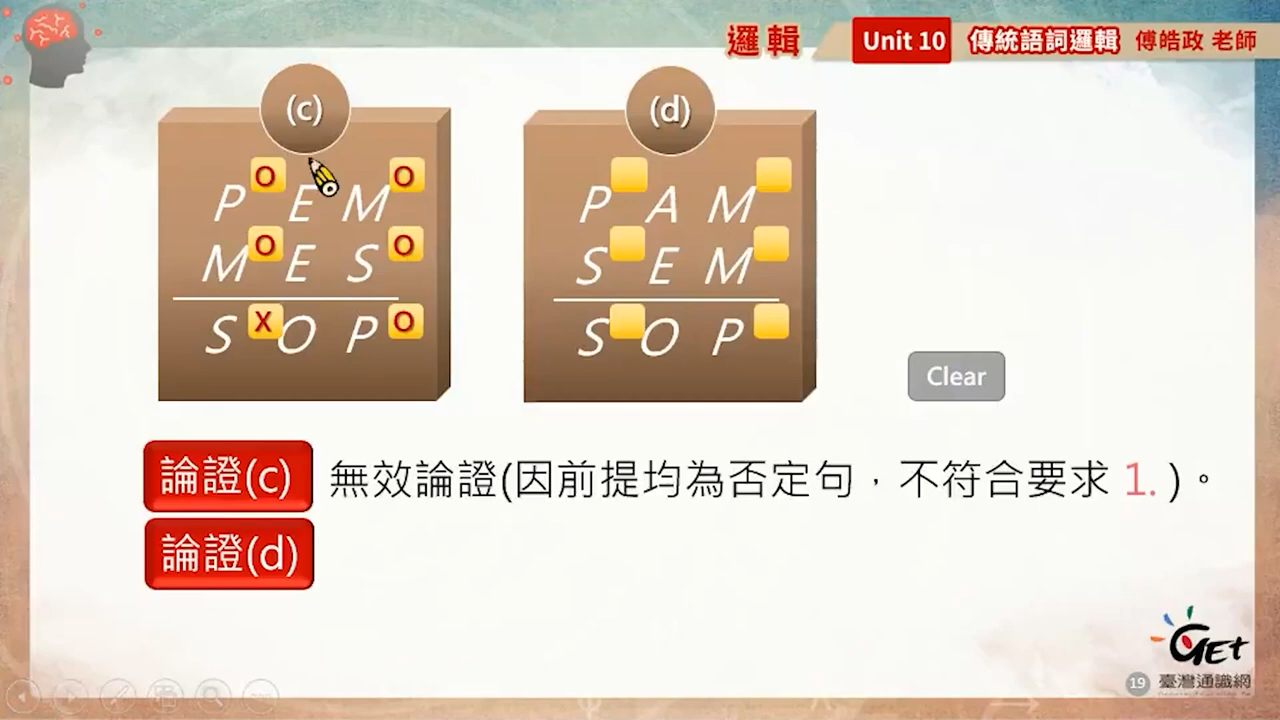 邏輯 Unit 10 傳統語詞邏輯 傅皓政 老師
(c)
P O E M O
M O E S O
S X O P O
(d)
P A M
S E M
S O P
Clear
論證(c) 無效論證(因前提均為否定句，不符合要求 1. )。
論證(d)
GET
19 臺灣通識網